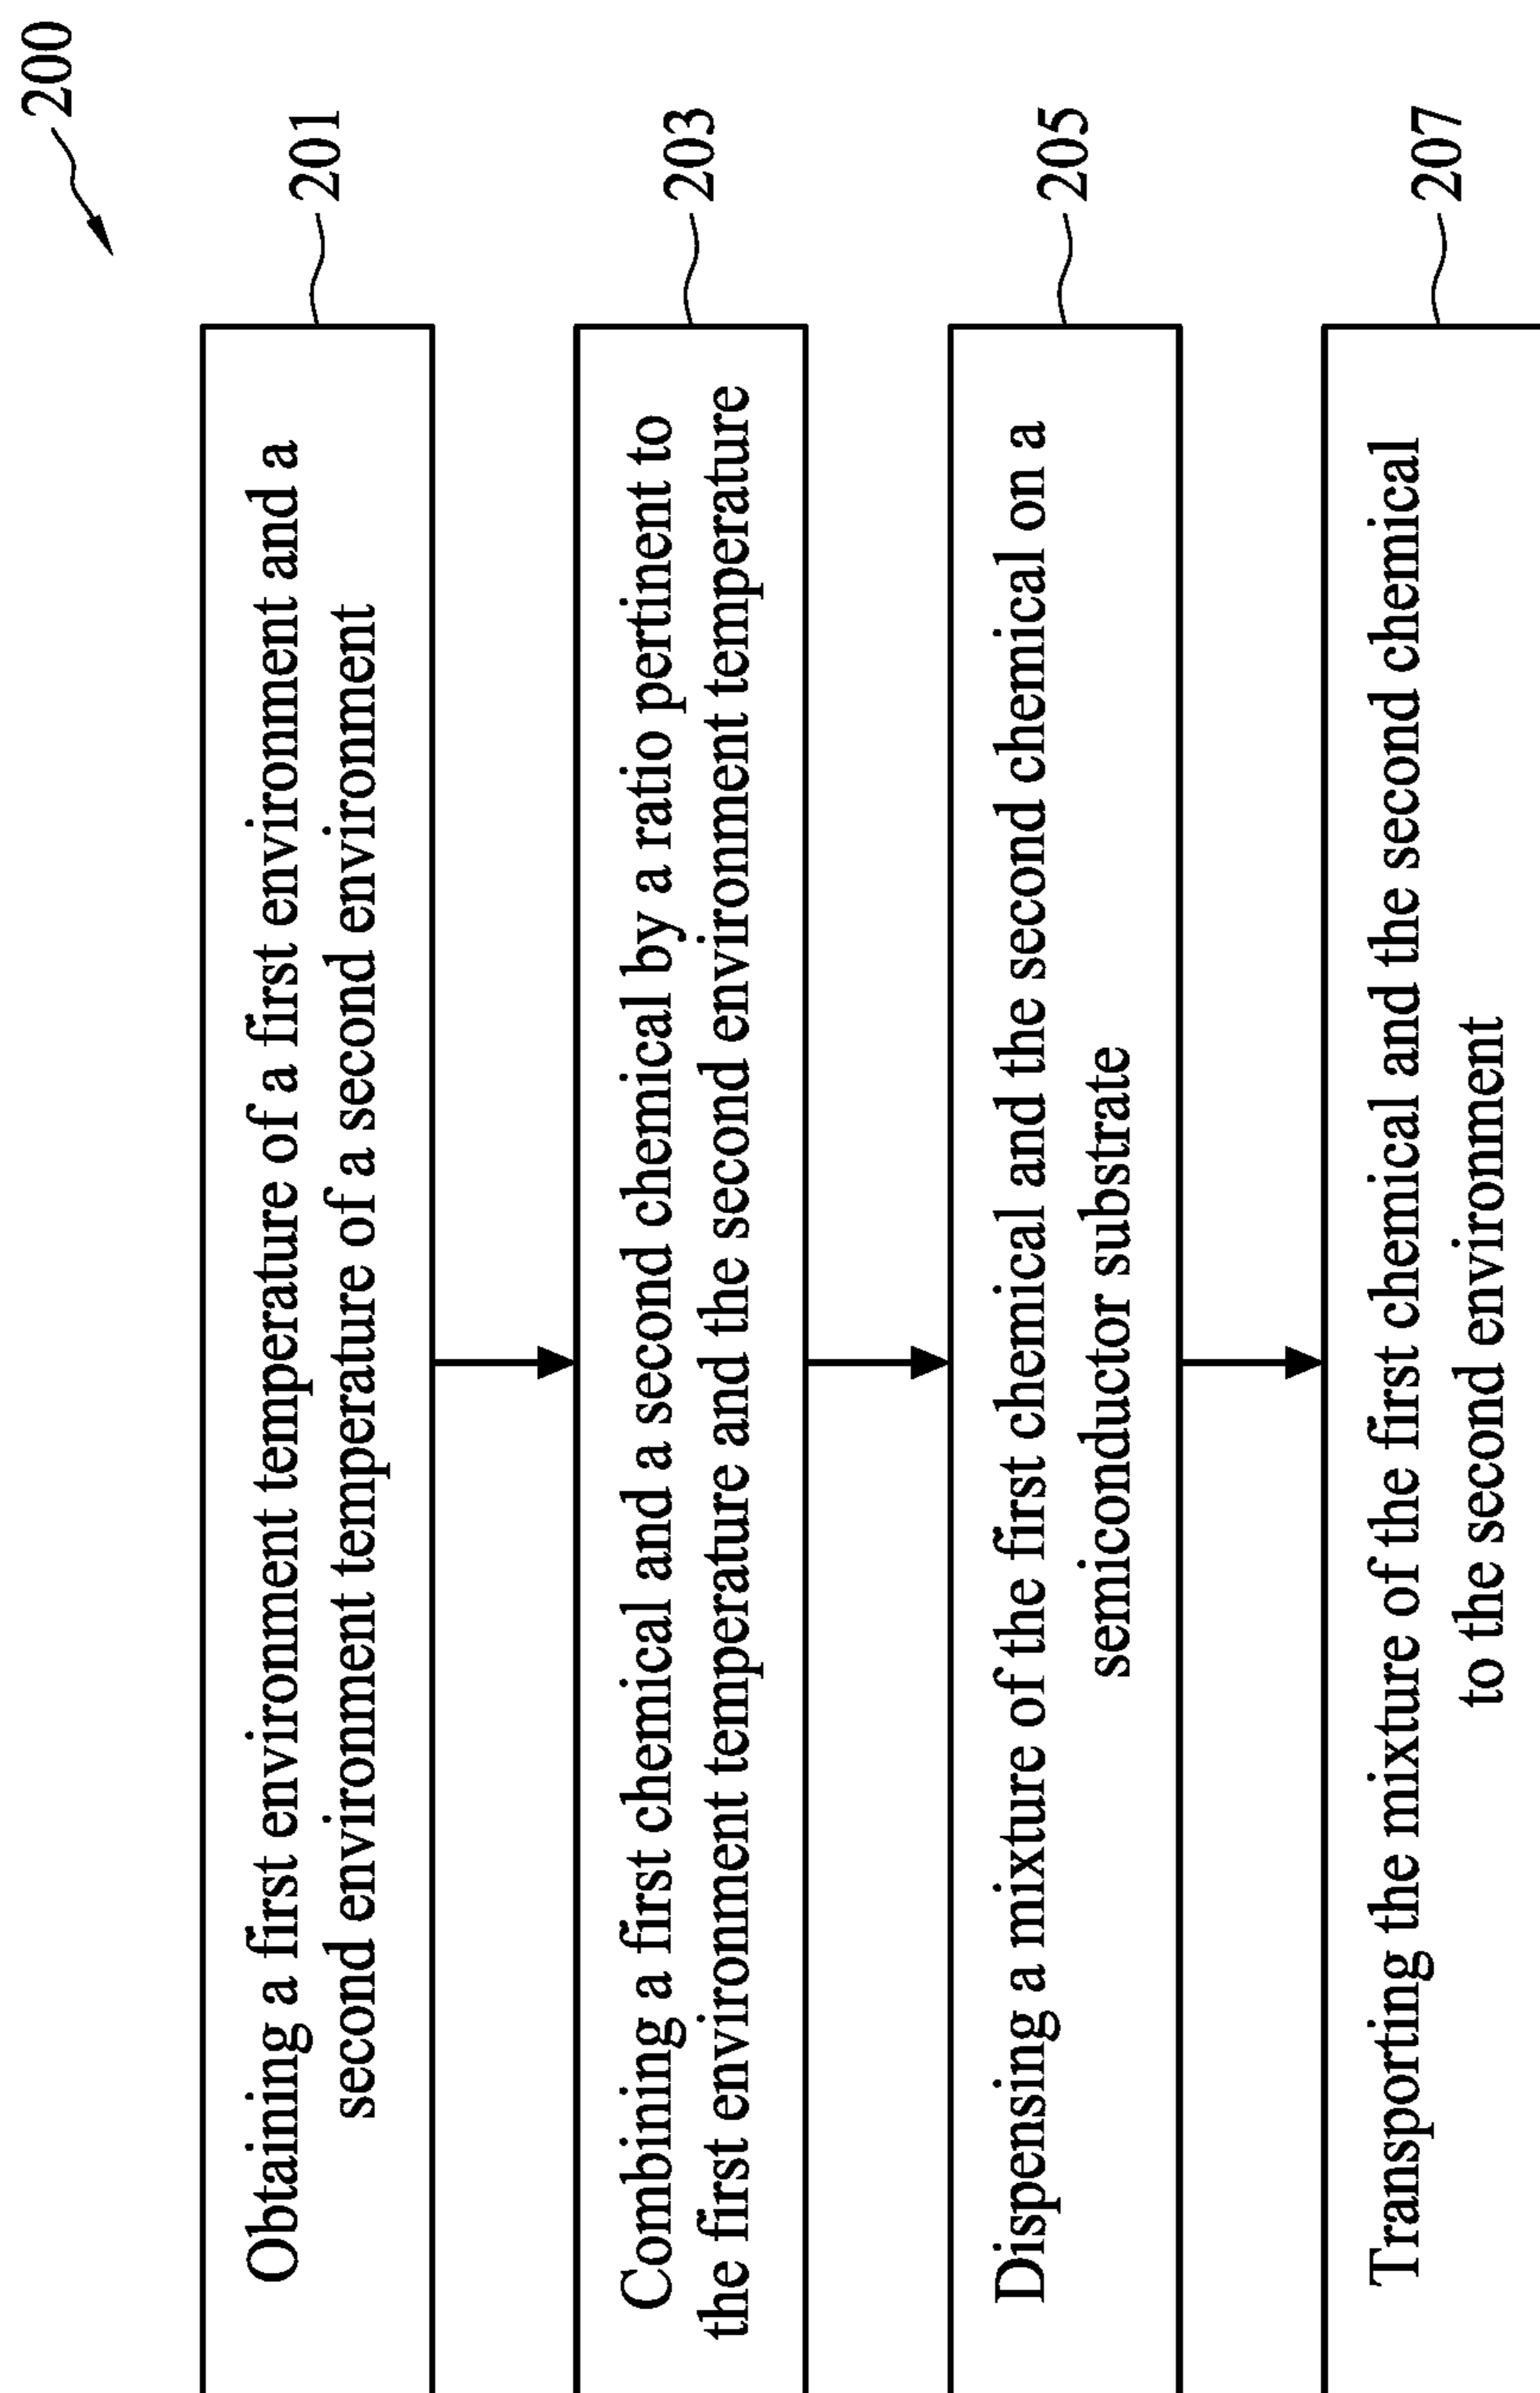 200
201
Obtaining a first environment temperature of a first environment and a
second environment temperature of a second environment
203
Combining a first chemical and a second chemical by a ratio pertinent to
the first environment temperature and the second environment temperature
205
Dispensing a mixture of the first chemical and the second chemical on a
semiconductor substrate
207
Transporting the mixture of the first chemical and the second chemical
to the second environment